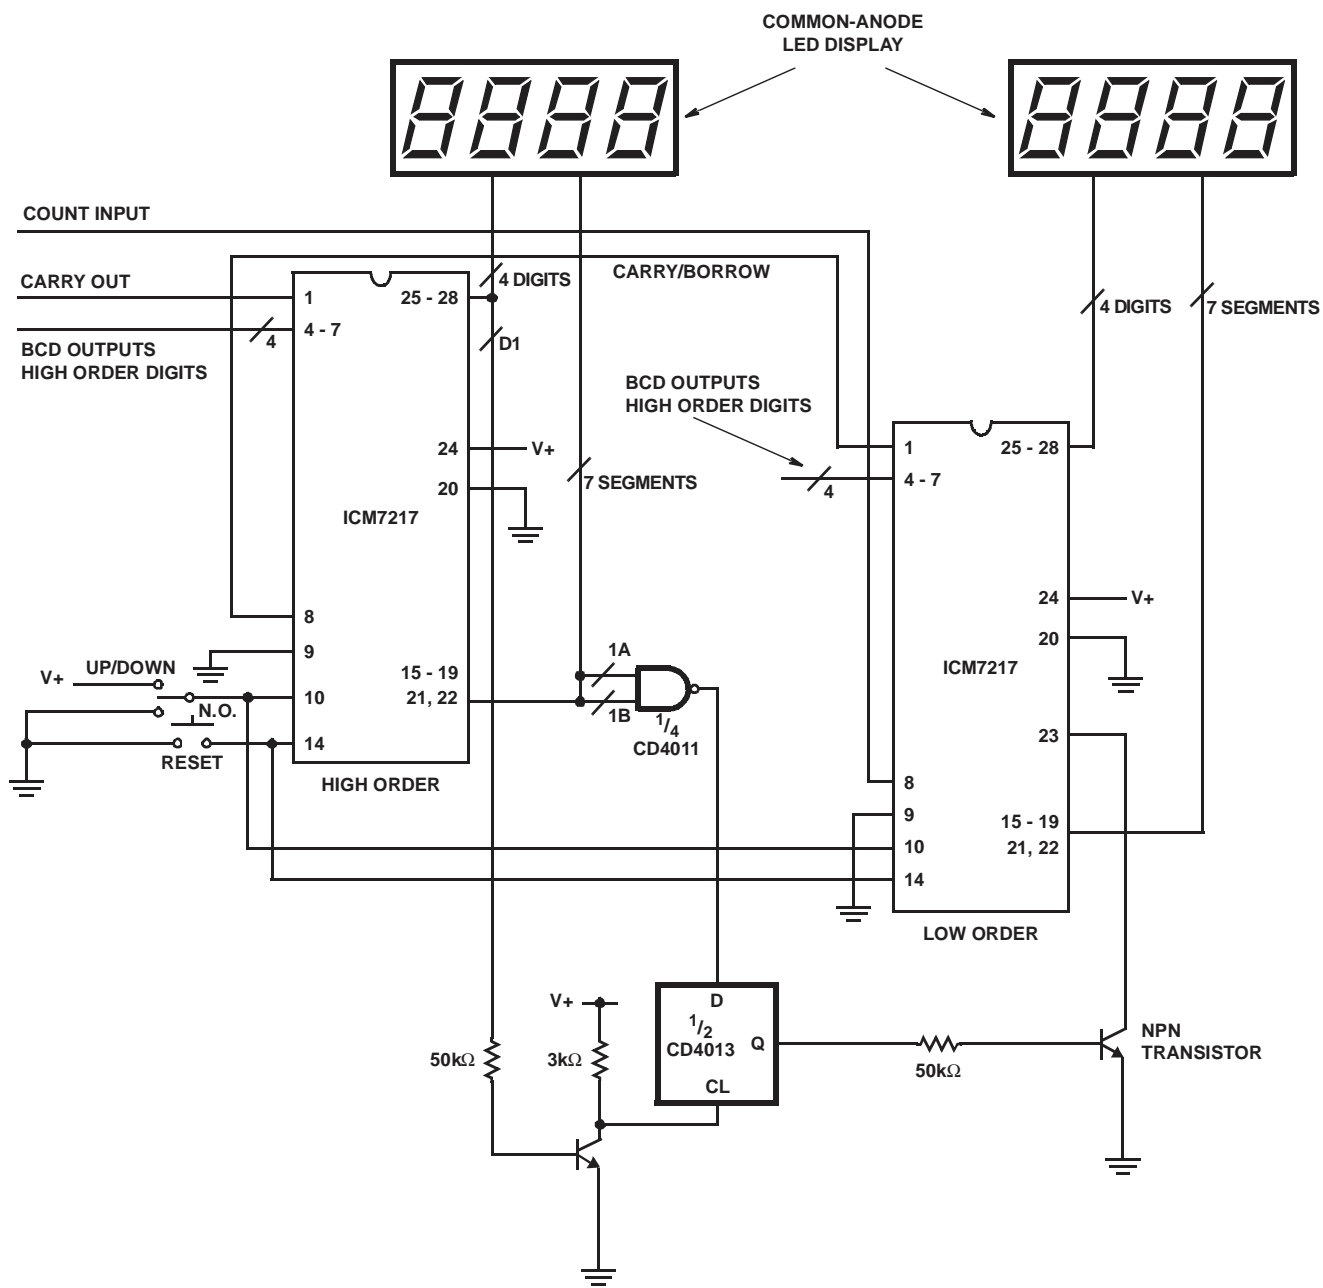 COMMON-ANODE
LED DISPLAY
COUNT INPUT
CARRY OUT
BCD OUTPUTS
HIGH ORDER DIGITS
4
1
4 - 7
25 - 28
4 DIGITS
D1
CARRY/BORROW
24
V+
20
ICM7217
7 SEGMENTS
8
9
10
14
15 - 19
21, 22
HIGH ORDER
V+
UP/DOWN
N.O.
RESET
1A
1B
1/4
CD4011
BCD OUTPUTS
HIGH ORDER DIGITS
4
4 DIGITS
7 SEGMENTS
1
4 - 7
25 - 28
24
V+
20
ICM7217
23
8
9
10
14
15 - 19
21, 22
LOW ORDER
V+
50kΩ
3kΩ
D
1/2
CD4013
Q
CL
50kΩ
NPN
TRANSISTOR